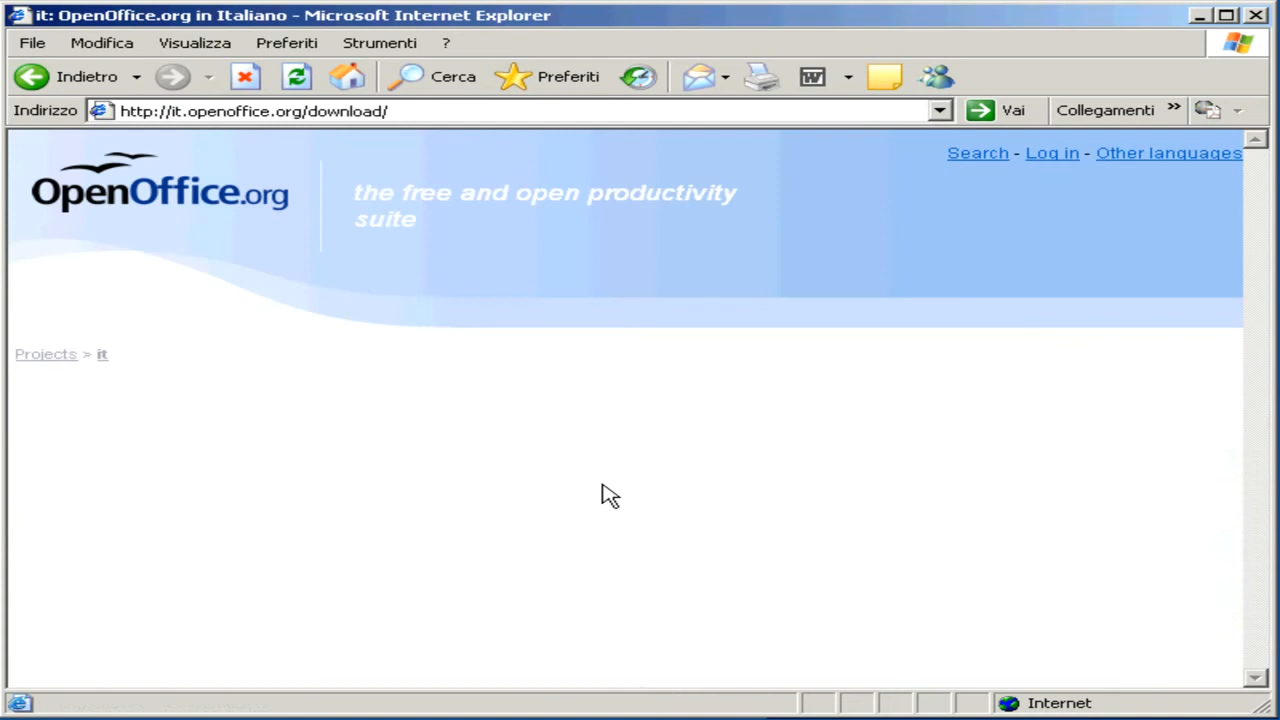 it: OpenOffice.org in Italiano - Microsoft Internet Explorer
File Modifica Visualizza Preferiti Strumenti ?
Indietro Cerca Preferiti
Indirizzo http://it.openoffice.org/download/ Vai Collegamenti »
Search - Log in - Other languages
OpenOffice.org
the free and open productivity
suite
Projects > it
Internet